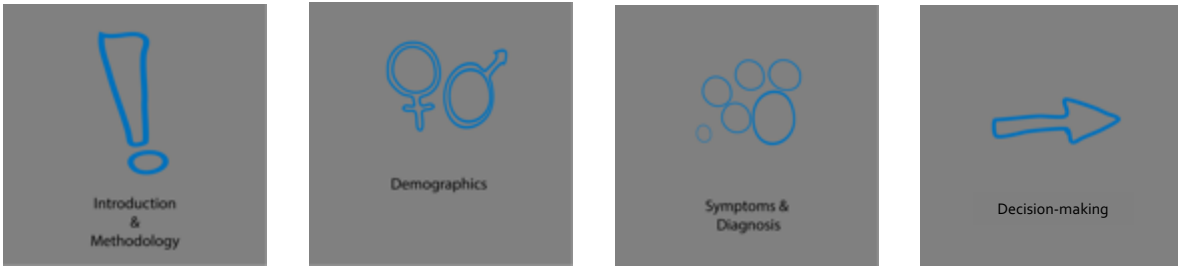 Introduction
&
Methodology
Demographics
Symptoms &
Diagnosis
Decision-making